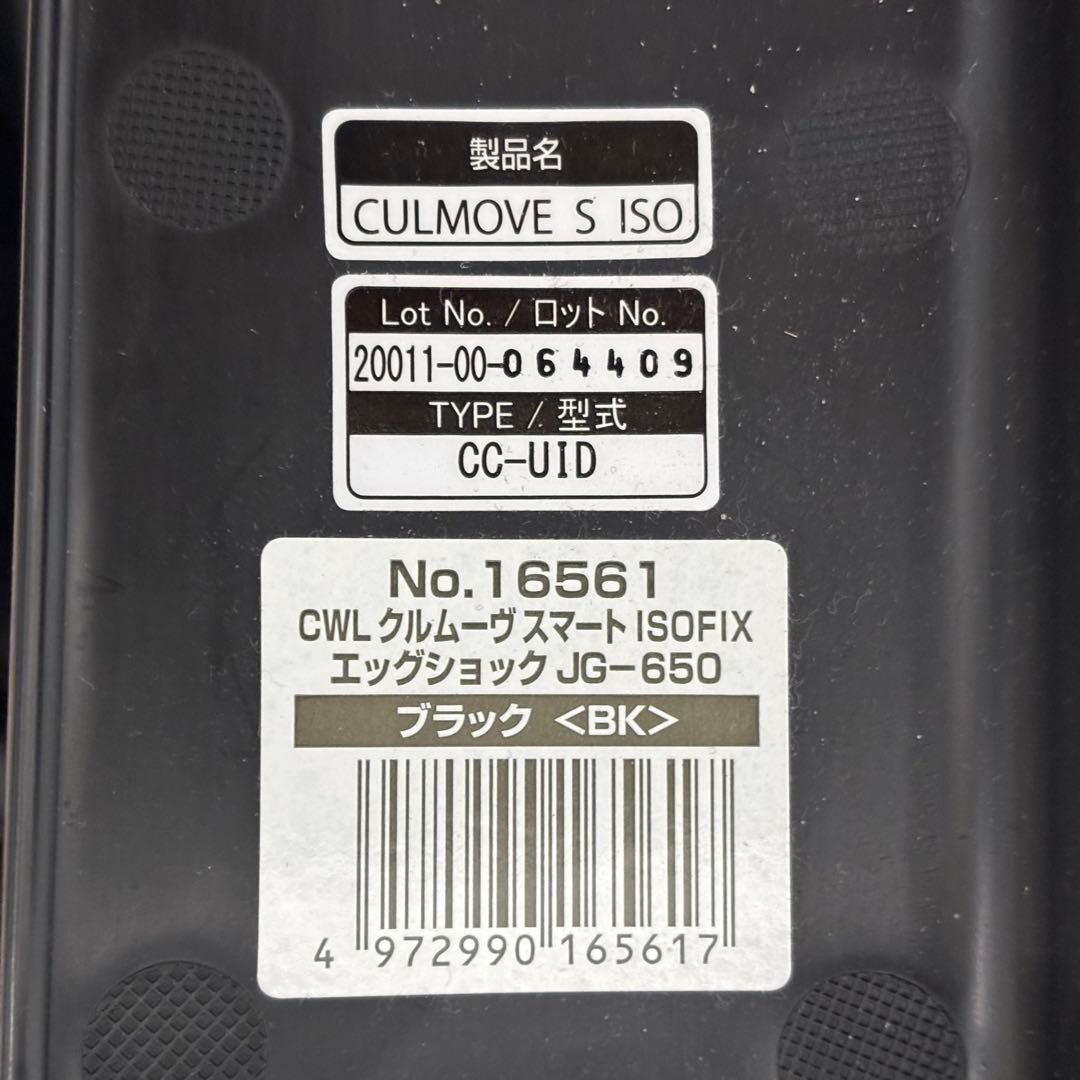 製品名
CULMOVE S ISO
Lot No. / ロット No.
20011-00-064409
TYPE / 型式
CC-UID
No.16561
CWL クルムーヴ スマート ISOFIX
エッグショック JG-650
ブラック <BK>
4 972990 165617